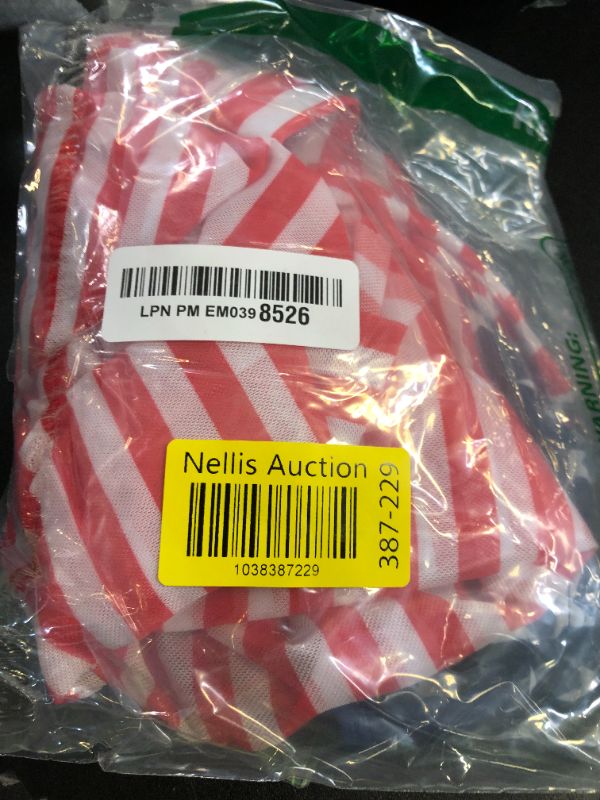 LPN PM EM039 8526
Nellis Auction
1038387229
387-229
WARNING: